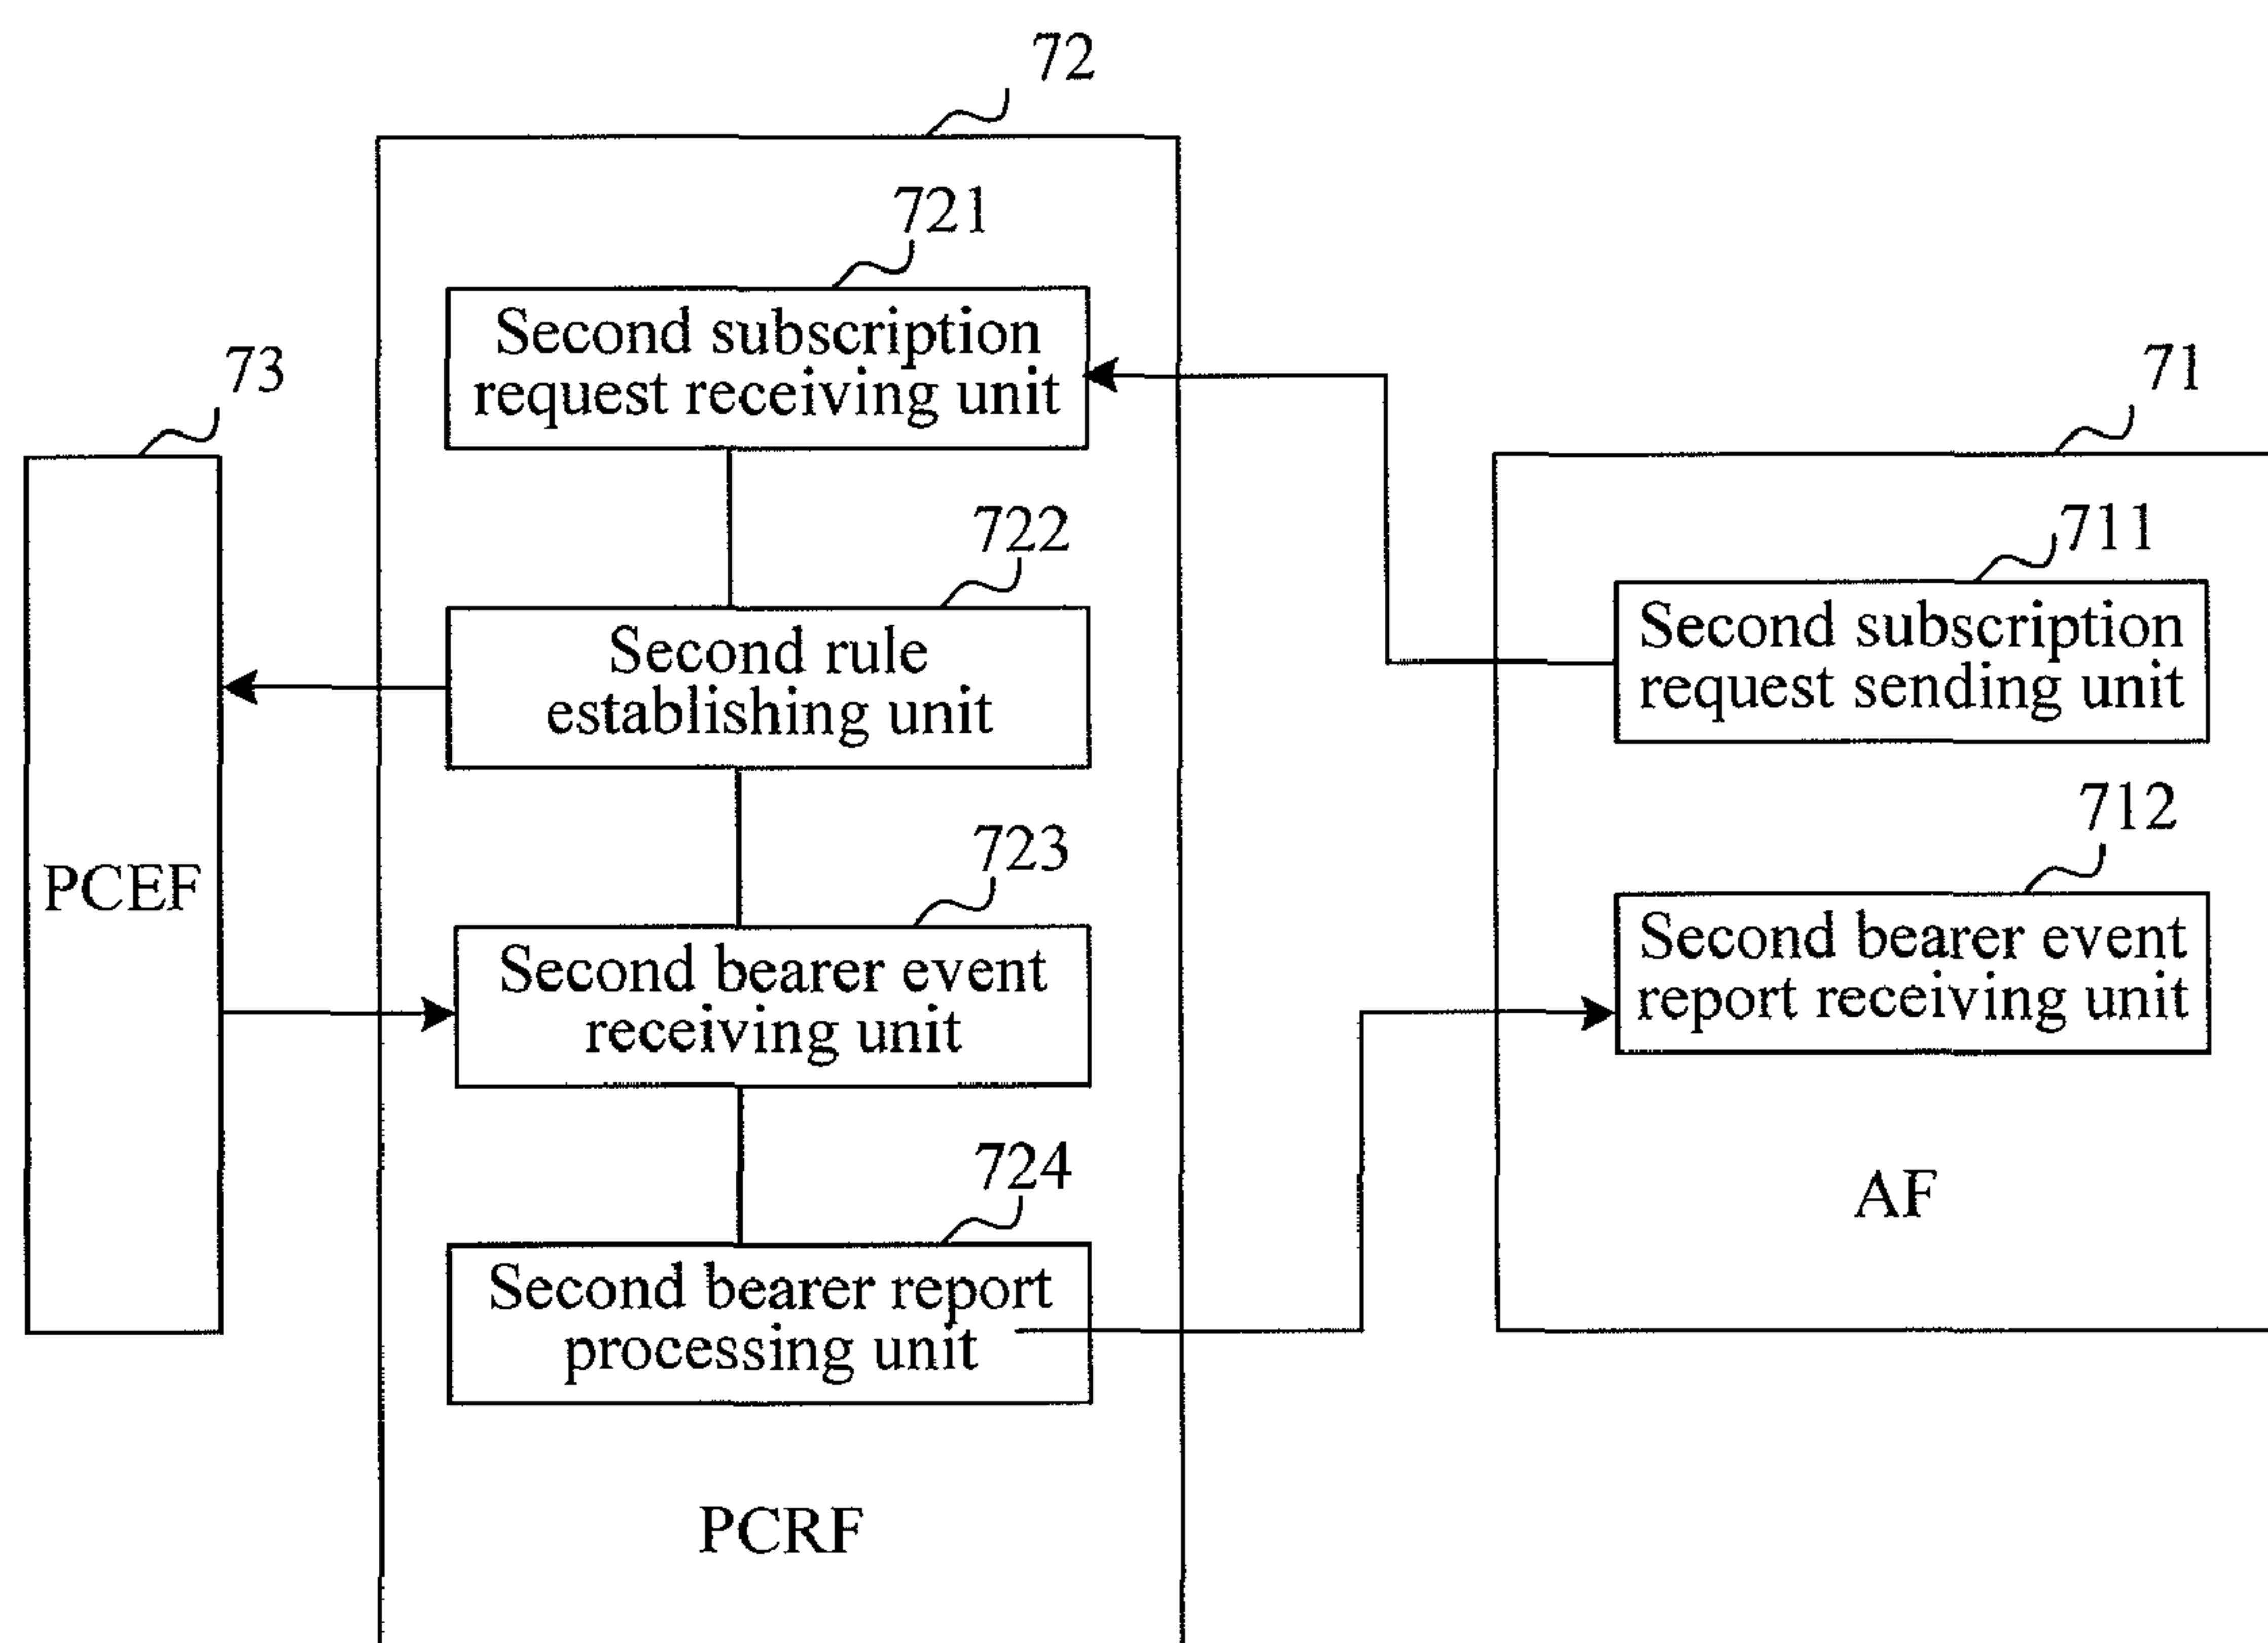 72
721
Second subscription
request receiving unit
73
71
722
711
Second rule
establishing unit
Second subscription
request sending unit
723
712
PCEF
Second bearer event
receiving unit
Second bearer event
report receiving unit
724
AF
Second bearer report
processing unit
PCRF